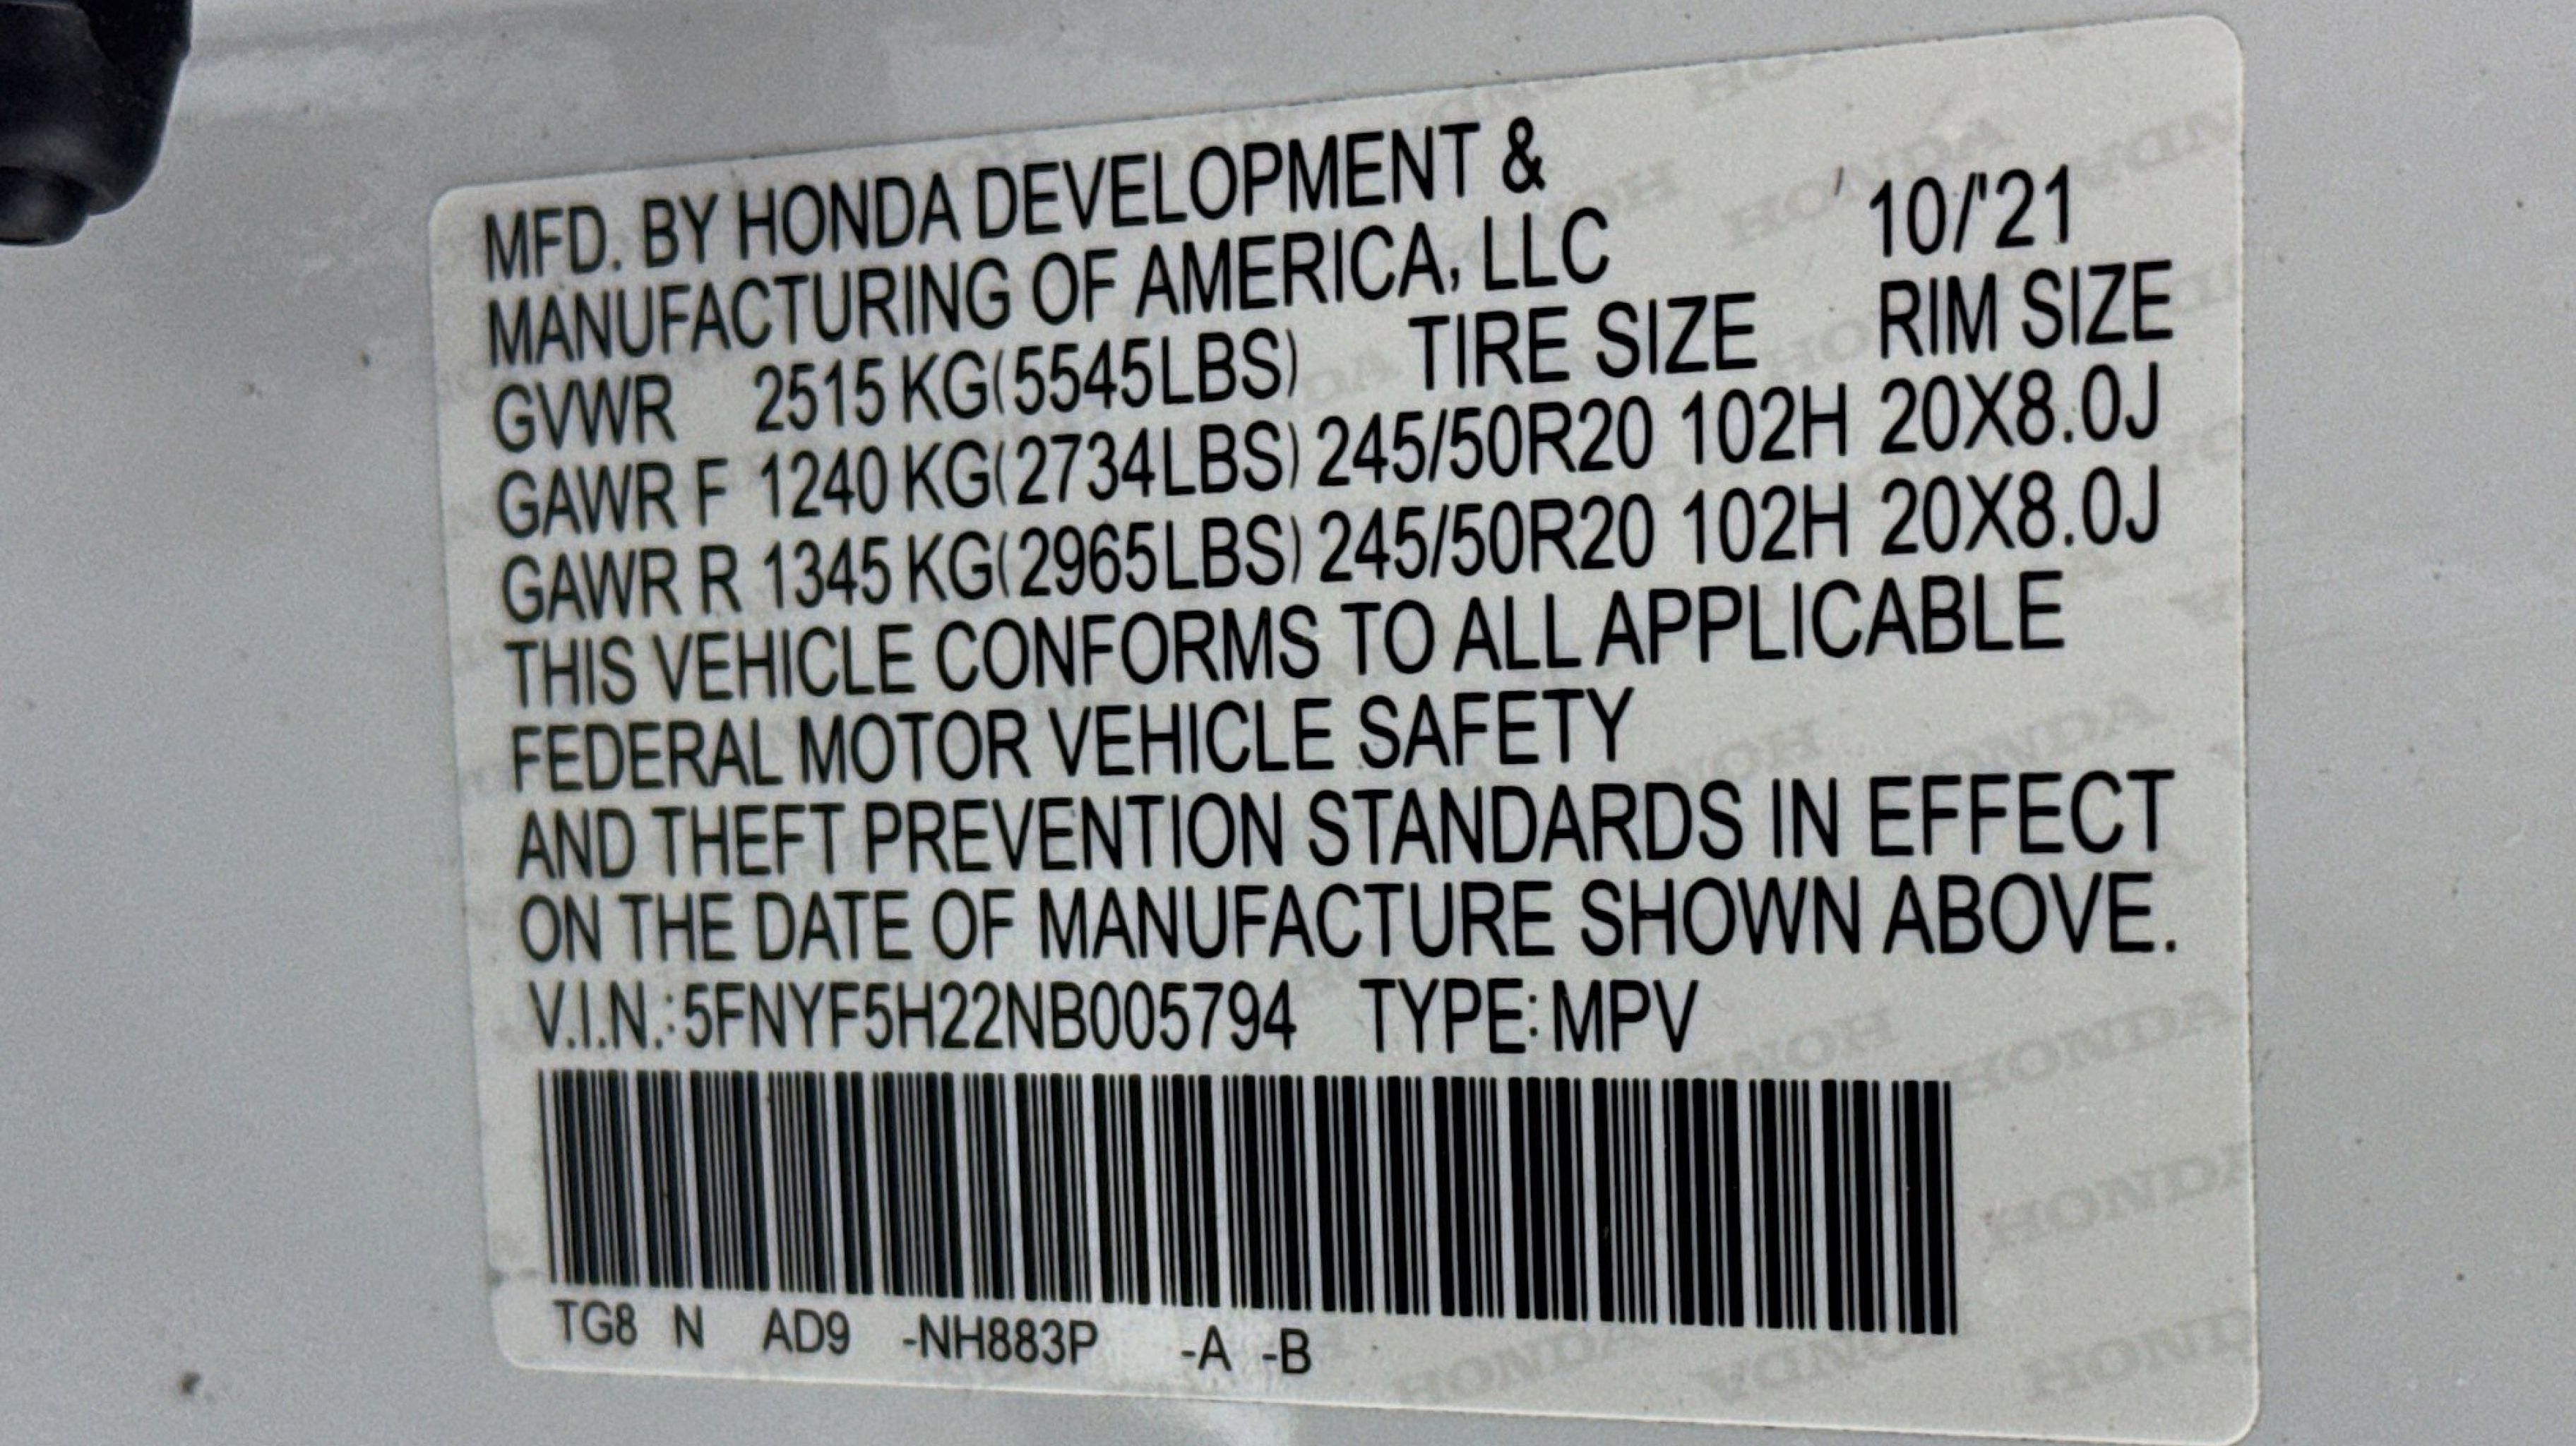 MFD. BY HONDA DEVELOPMENT &
MANUFACTURING OF AMERICA, LLC 10/'21
GVWR 2515 KG(5545LBS) TIRE SIZE RIM SIZE
GAWR F 1240 KG(2734LBS) 245/50R20 102H 20X8.0J
GAWR R 1345 KG(2965LBS) 245/50R20 102H 20X8.0J
THIS VEHICLE CONFORMS TO ALL APPLICABLE
FEDERAL MOTOR VEHICLE SAFETY
AND THEFT PREVENTION STANDARDS IN EFFECT
ON THE DATE OF MANUFACTURE SHOWN ABOVE.
V.I.N.:5FNYF5H22NB005794 TYPE:MPV
TG8 N AD9 -NH883P -A -B